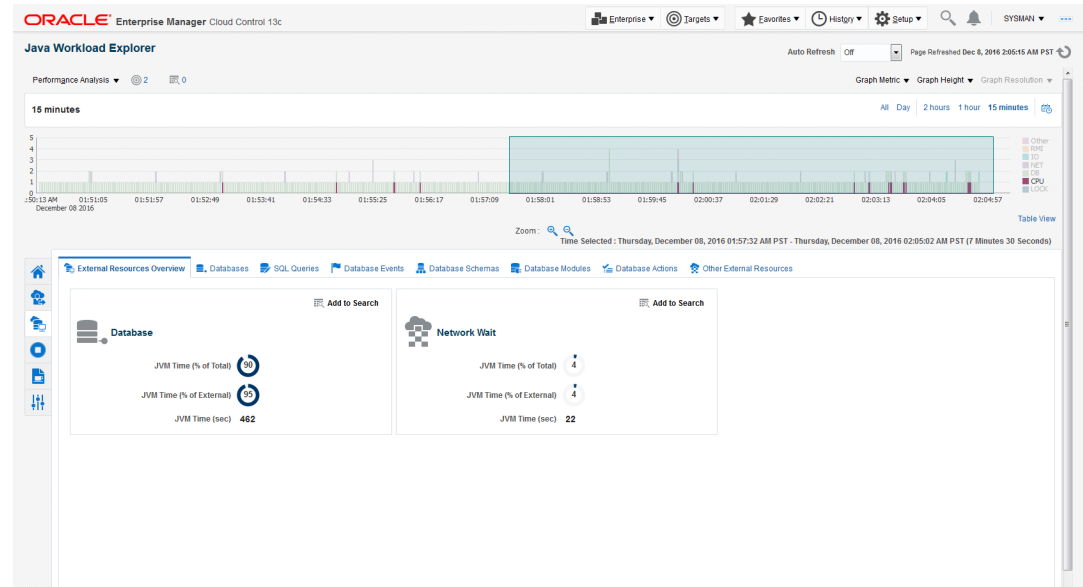 ORACLE Enterprise Manager Cloud Control 13c
Enterprise Targets Favorites History Setup SYSMAN
Java Workload Explorer
Auto Refresh Off Page Refreshed Dec 8, 2016 2:05:15 AM PST
Performance Analysis 2 0
Graph Metric Graph Height Graph Resolution
15 minutes
All Day 2 hours 1 hour 15 minutes
5
4
3
2
1
0
Other
RMI
IO
NET
DB
CPU
LOCK
:50:13 AM 01:51:05 01:51:57 01:52:49 01:53:41 01:54:33 01:55:25 01:56:17 01:57:09 01:58:01 01:58:53 01:59:45 02:00:37 02:01:29 02:02:21 02:03:13 02:04:05 02:04:57
December 08 2016
Table View
Zoom :
Time Selected : Thursday, December 08, 2016 01:57:32 AM PST - Thursday, December 08, 2016 02:05:02 AM PST (7 Minutes 30 Seconds)
External Resources Overview Databases SQL Queries Database Events Database Schemas Database Modules Database Actions Other External Resources
Add to Search
Database
JVM Time (% of Total) 90
JVM Time (% of External) 95
JVM Time (sec) 462
Add to Search
Network Wait
JVM Time (% of Total) 4
JVM Time (% of External) 4
JVM Time (sec) 22